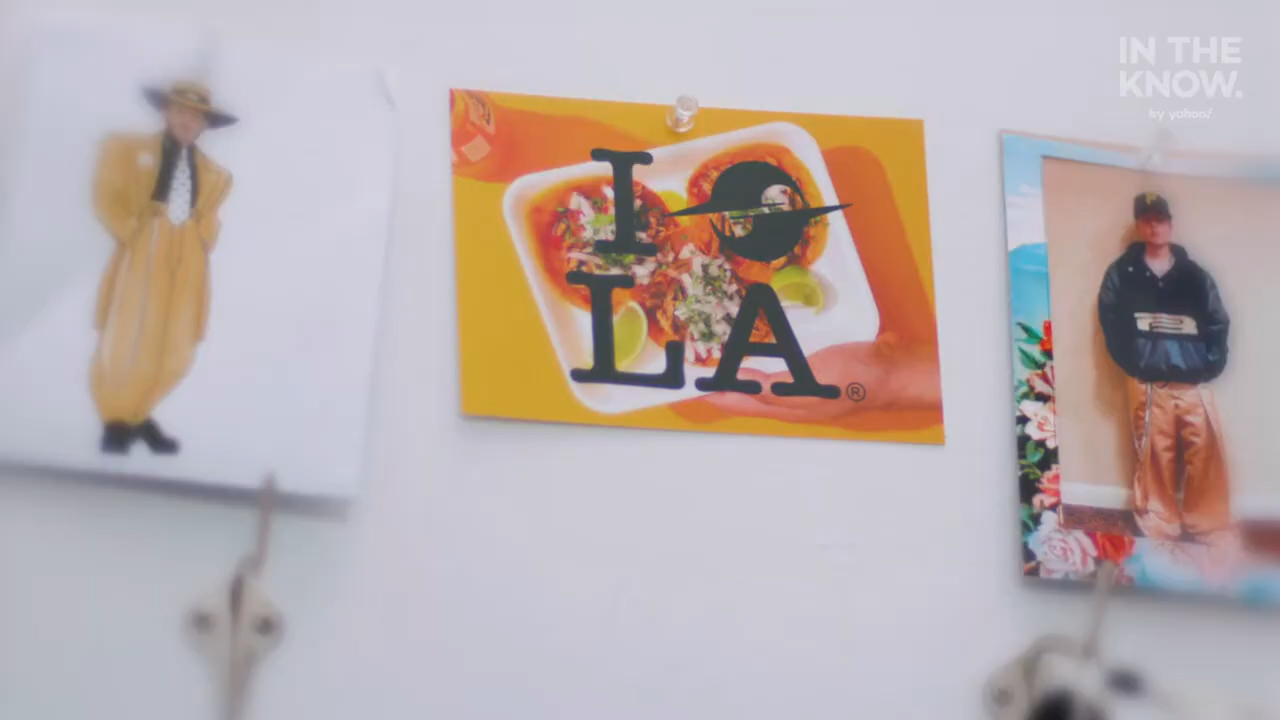 IN THE
KNOW.
by yahoo!
I
LA®